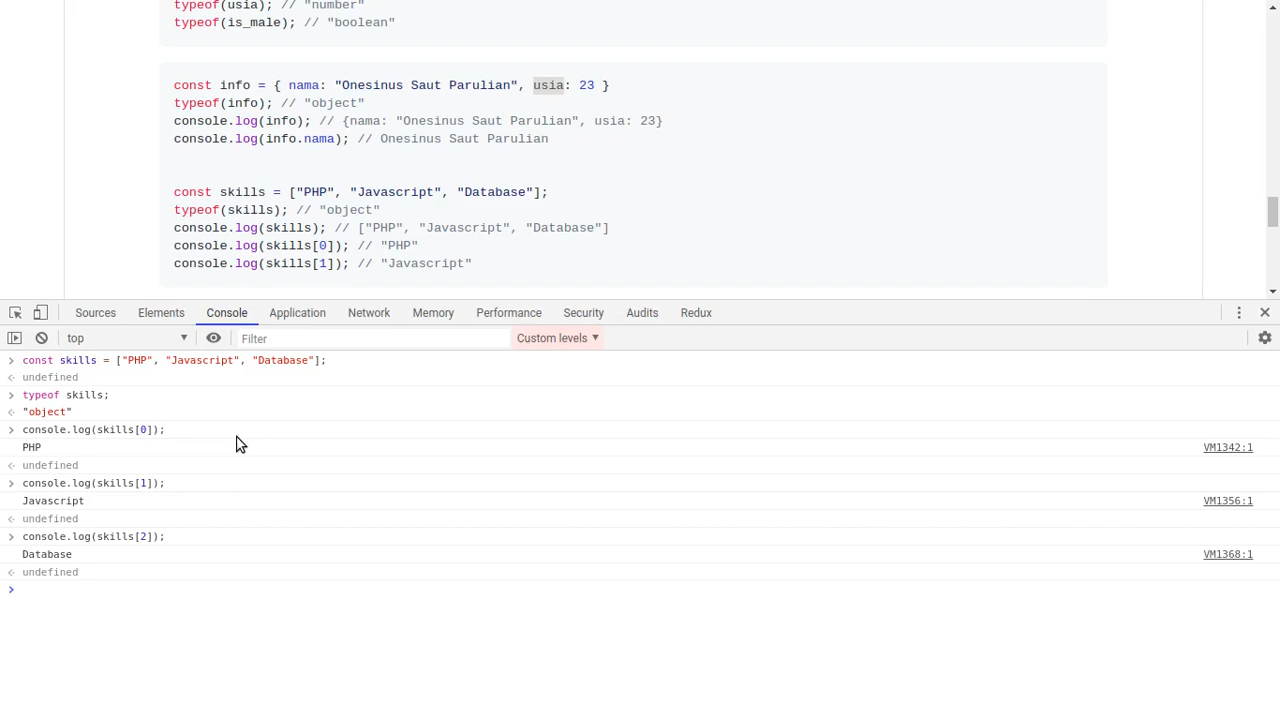 typeof(usia); // "number"
typeof(is_male); // "boolean"
const info = { nama: "Onesinus Saut Parulian", usia: 23 }
typeof(info); // "object"
console.log(info); // {nama: "Onesinus Saut Parulian", usia: 23}
console.log(info.nama); // Onesinus Saut Parulian
const skills = ["PHP", "Javascript", "Database"];
typeof(skills); // "object"
console.log(skills); // ["PHP", "Javascript", "Database"]
console.log(skills[0]); // "PHP"
console.log(skills[1]); // "Javascript"
Sources Elements Console Application Network Memory Performance Security Audits Redux
top Filter Custom levels
const skills = ["PHP", "Javascript", "Database"];
undefined
typeof skills;
"object"
console.log(skills[0]);
PHP VM1342:1
undefined
console.log(skills[1]);
Javascript VM1356:1
undefined
console.log(skills[2]);
Database VM1368:1
undefined